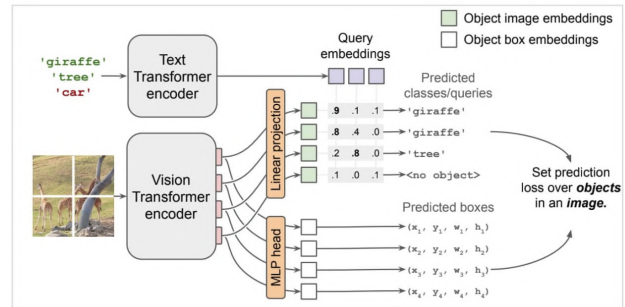 Object image embeddings
Object box embeddings
'giraffe'
'tree'
'car'
Text
Transformer
encoder
Query
embeddings
Predicted
classes/queries
Linear projection
.9 .1 .1 'giraffe'
.8 .4 .0 'giraffe'
.2 .8 .0 'tree'
.1 .0 .1 <no object>
Vision
Transformer
encoder
Set prediction
loss over objects
in an image.
Predicted boxes
MLP head
(x₁, y₁, w₁, h₁)
(x₂, y₂, w₂, h₂)
(x₃, y₃, w₃, h₃)
(x₄, y₄, w₄, h₄)